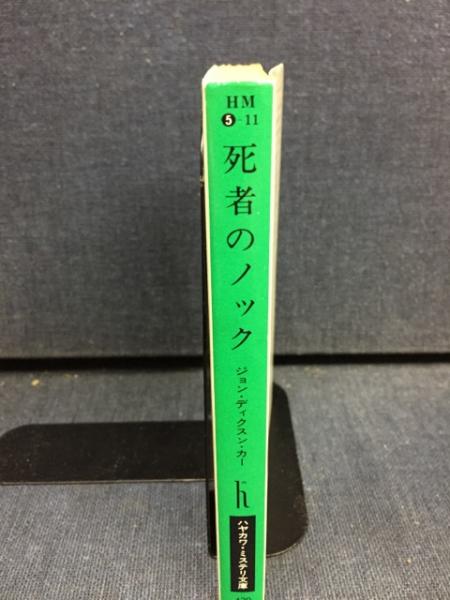 HM
5-11
死者のノック
ジョン・ディクスン・カー
h
ハヤカワ・ミステリ文庫